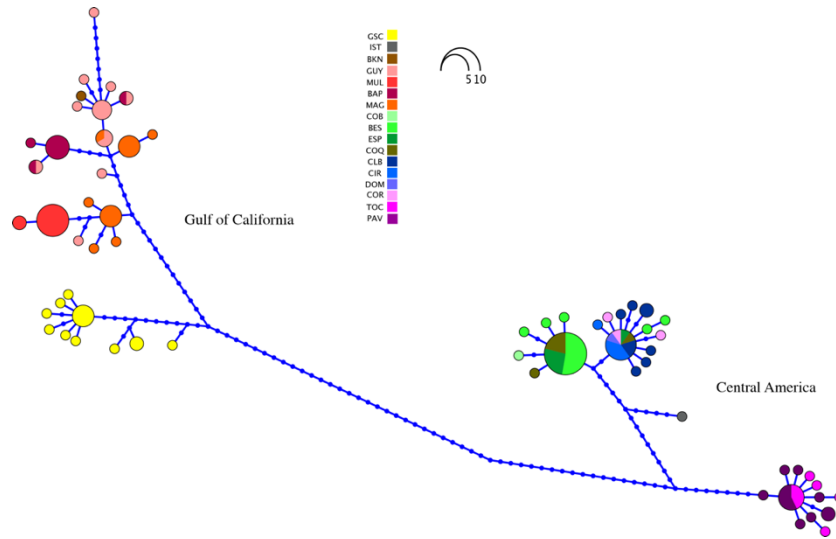 GSC
IST
BKN
GUY
MUL
BAP
MAG
COB
BES
ESP
COQ
CLB
CIR
DOM
COR
TOC
PAV
5 10
Gulf of California
Central America